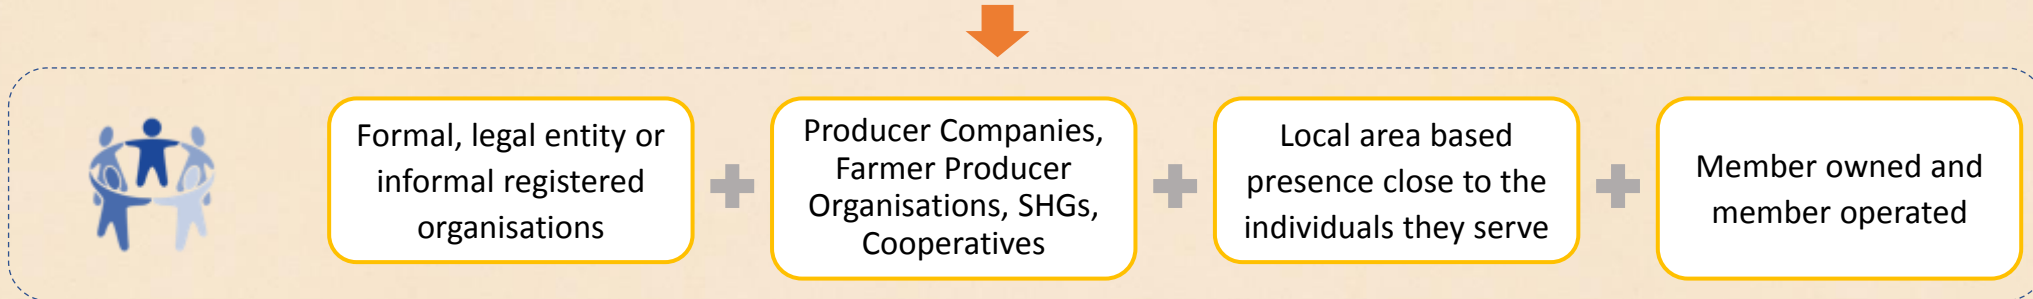 Formal, legal entity or
informal registered
organisations
Producer Companies,
Farmer Producer
Organisations, SHGs,
Cooperatives
Local area based
presence close to the
individuals they serve
Member owned and
member operated